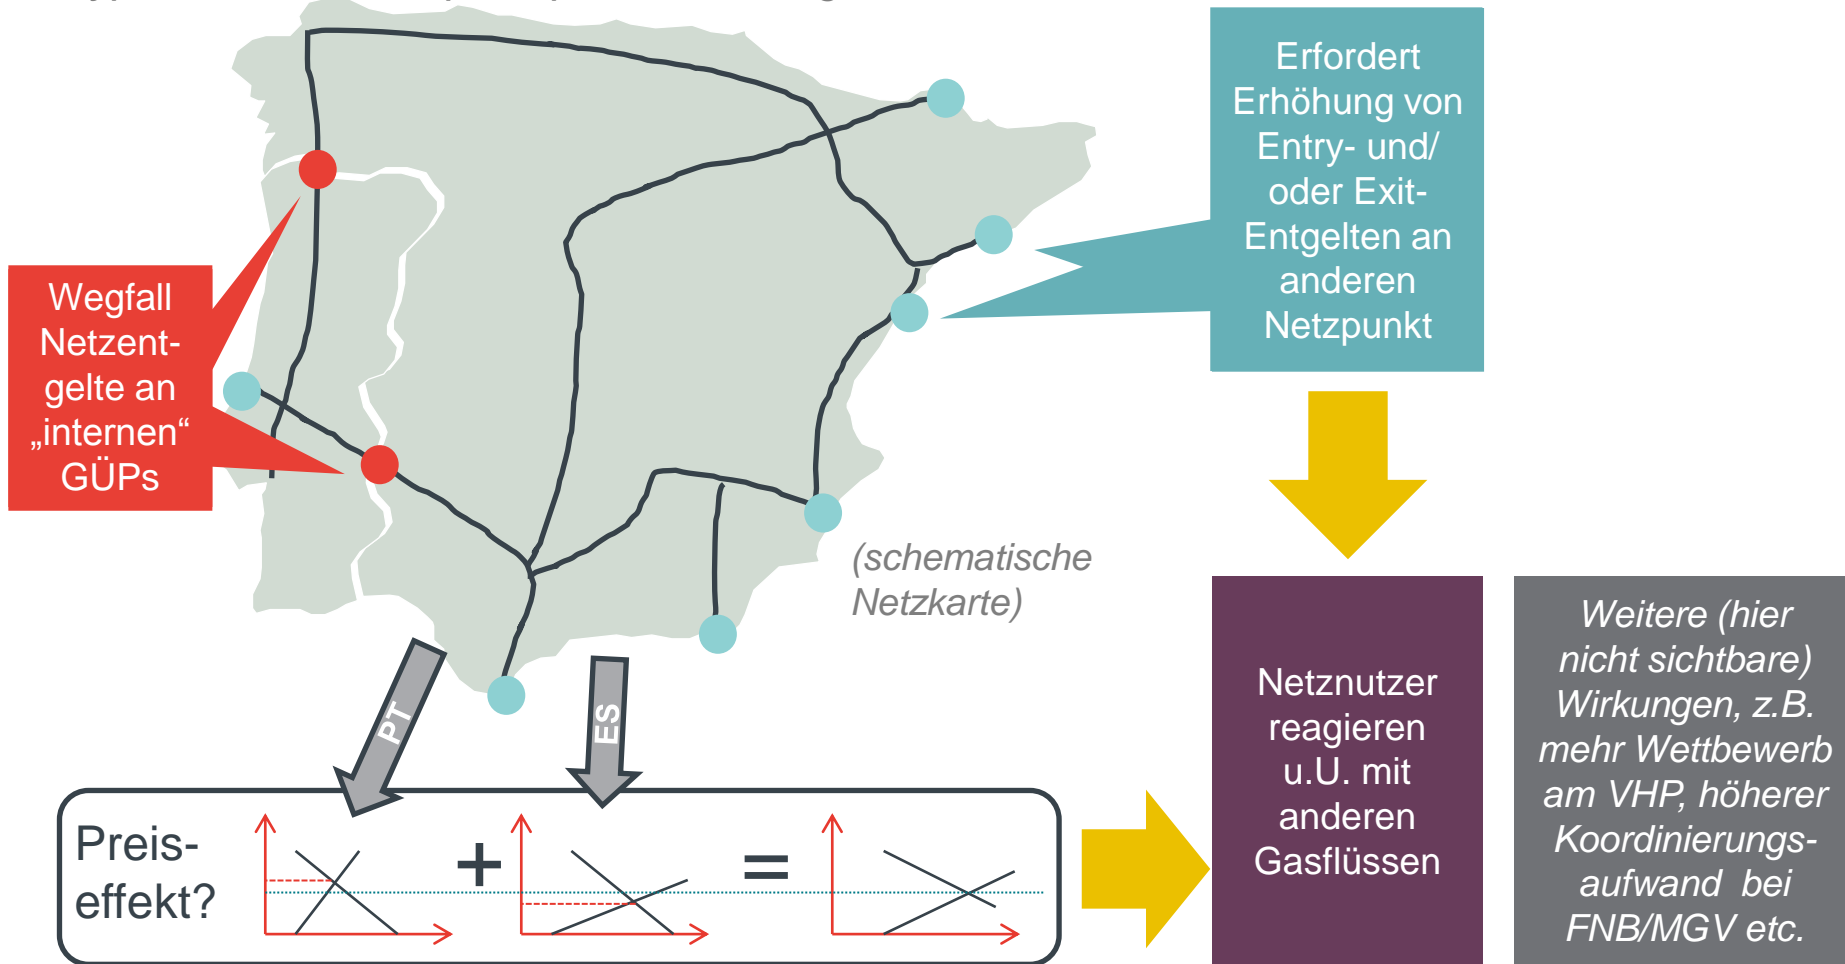 Erfordert
Erhöhung von
Entry- und/
oder Exit-
Entgelten an
anderen
Netzpunkt
Wegfall
Netzent-
gelte an
„internen“
GÜPs
(schematische
Netzkarte)
PT
ES
Preis-
effekt?
+
=
Netznutzer
reagieren
u.U. mit
anderen
Gasflüssen
Weitere (hier
nicht sichtbare)
Wirkungen, z.B.
mehr Wettbewerb
am VHP, höherer
Koordinierungs-
aufwand bei
FNB/MGV etc.